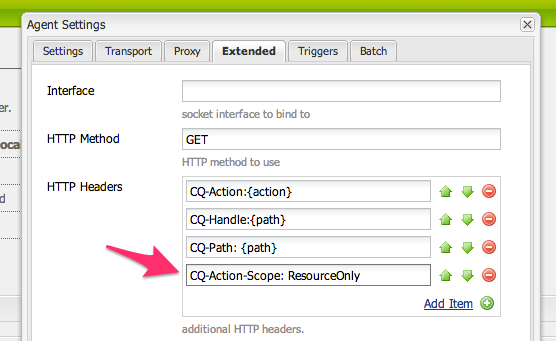 Agent Settings
Settings Transport Proxy Extended Triggers Batch
Interface
socket interface to bind to
er.
HTTP Method GET
oca
HTTP method to use
HTTP Headers
CQ-Action:{action}
d
CQ-Handle:{path}
CQ-Path: {path}
CQ-Action-Scope: ResourceOnly
Add Item
additional HTTP headers.